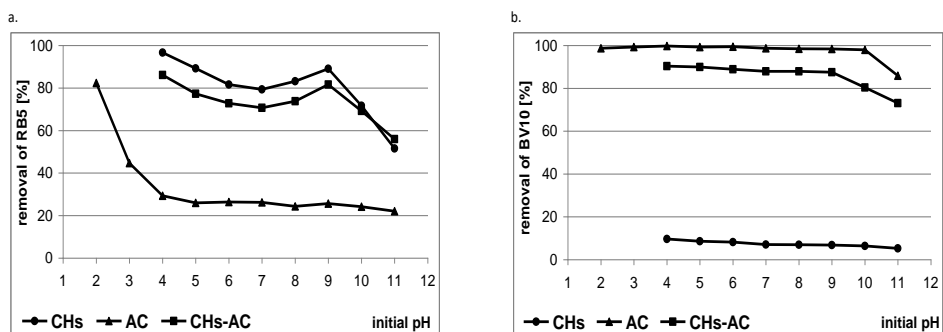 a.
removal of RB5 [%]
100
80
60
40
20
0
1 2 3 4 5 6 7 8 9 10 11 12
CHs AC CHs-AC initial pH
b.
removal of BV10 [%]
100
80
60
40
20
0
1 2 3 4 5 6 7 8 9 10 11 12
CHs AC CHs-AC initial pH